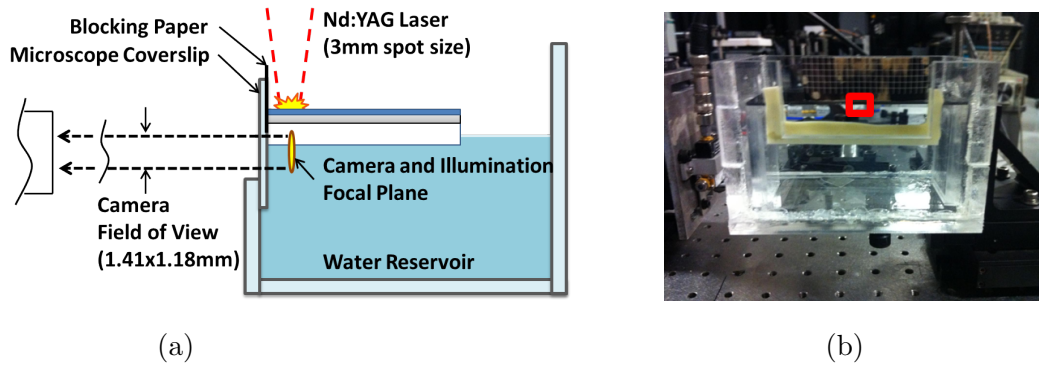 Blocking Paper
Microscope Coverslip
Nd:YAG Laser
(3mm spot size)
Camera and Illumination
Focal Plane
Camera
Field of View
(1.41x1.18mm)
Water Reservoir
(a)
(b)